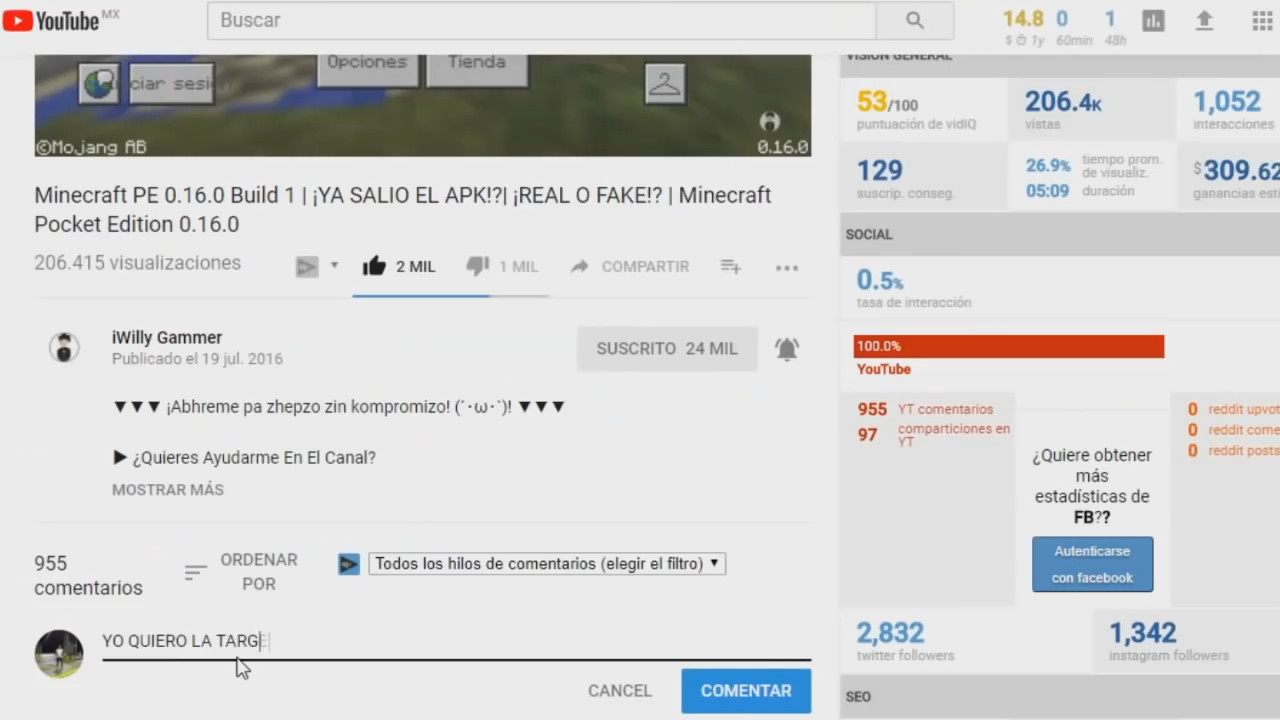 YouTube MX
Buscar
14.8 0 1
$ 1y 60min 48h
Opciones Tienda
ciar sesi
©Mojang AB
0.16.0
Minecraft PE 0.16.0 Build 1 | ¡YA SALIO EL APK!?| ¡REAL O FAKE!? | Minecraft
Pocket Edition 0.16.0
206.415 visualizaciones
2 MIL
1 MIL
COMPARTIR
iWilly Gammer
Publicado el 19 jul. 2016
SUSCRITO 24 MIL
▼▼▼ ¡Abhreme pa zhepzo zin kompromizo! (´･ω･`)! ▼▼▼
▶ ¿Quieres Ayudarme En El Canal?
MOSTRAR MÁS
955
comentarios
ORDENAR
POR
Todos los hilos de comentarios (elegir el filtro)
YO QUIERO LA TARG
CANCEL
COMENTAR
VISIÓN GENERAL
53/100
puntuación de vidIQ
206.4K
vistas
1,052
interacciones
129
suscrip. conseg.
26.9% tiempo prom.
de visualiz.
05:09 duración
$309.62
ganancias esti
SOCIAL
0.5%
tasa de interacción
100.0%
YouTube
955 YT comentarios
97 comparticiones en
YT
¿Quiere obtener
más
estadísticas de
FB??
Autenticarse
con facebook
0 reddit upvot
0 reddit come
0 reddit posts
2,832
twitter followers
1,342
instagram followers
SEO